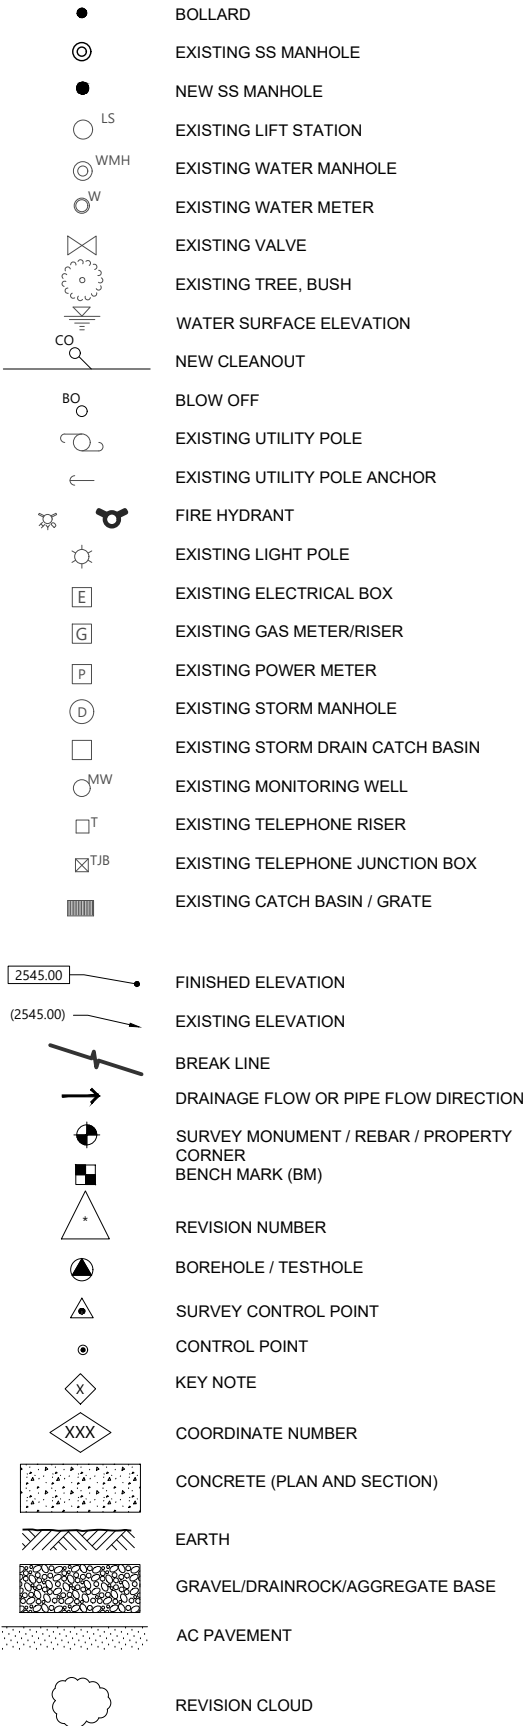 BOLLARD
EXISTING SS MANHOLE
NEW SS MANHOLE
LS EXISTING LIFT STATION
WMH EXISTING WATER MANHOLE
W EXISTING WATER METER
EXISTING VALVE
EXISTING TREE, BUSH
WATER SURFACE ELEVATION
CO NEW CLEANOUT
BO BLOW OFF
EXISTING UTILITY POLE
EXISTING UTILITY POLE ANCHOR
FIRE HYDRANT
EXISTING LIGHT POLE
E EXISTING ELECTRICAL BOX
G EXISTING GAS METER/RISER
P EXISTING POWER METER
D EXISTING STORM MANHOLE
EXISTING STORM DRAIN CATCH BASIN
MW EXISTING MONITORING WELL
T EXISTING TELEPHONE RISER
TJB EXISTING TELEPHONE JUNCTION BOX
EXISTING CATCH BASIN / GRATE
2545.00 FINISHED ELEVATION
(2545.00) EXISTING ELEVATION
BREAK LINE
DRAINAGE FLOW OR PIPE FLOW DIRECTION
SURVEY MONUMENT / REBAR / PROPERTY
CORNER
BENCH MARK (BM)
* REVISION NUMBER
BOREHOLE / TESTHOLE
SURVEY CONTROL POINT
CONTROL POINT
X KEY NOTE
XXX COORDINATE NUMBER
CONCRETE (PLAN AND SECTION)
EARTH
GRAVEL/DRAINROCK/AGGREGATE BASE
AC PAVEMENT
REVISION CLOUD